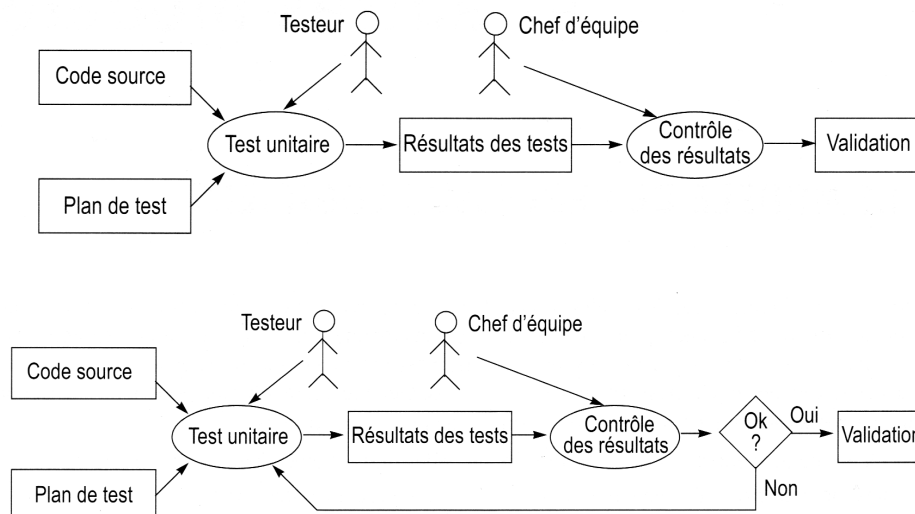 Testeur
Chef d'équipe
Code source
Test unitaire
Résultats des tests
Contrôle
des résultats
Validation
Plan de test
Testeur
Chef d'équipe
Code source
Test unitaire
Résultats des tests
Contrôle
des résultats
Ok
?
Oui
Validation
Plan de test
Non